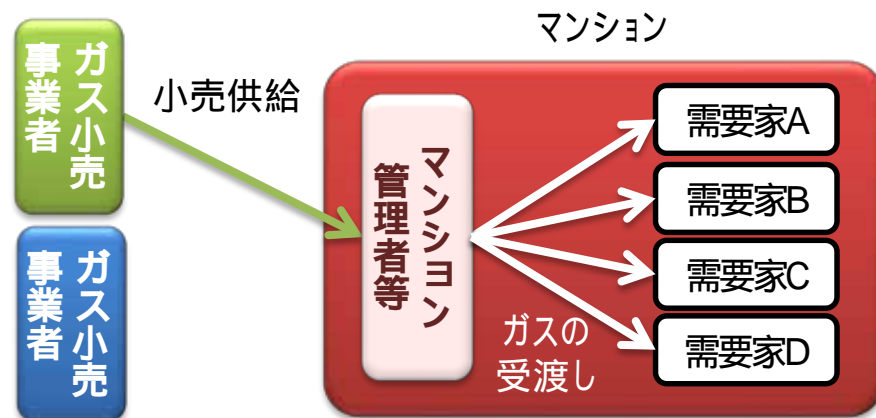 マンション
ガス小売
事業者
小売供給
マンション
管理者等
需要家A
需要家B
需要家C
需要家D
ガスの
受渡し
ガス小売
事業者